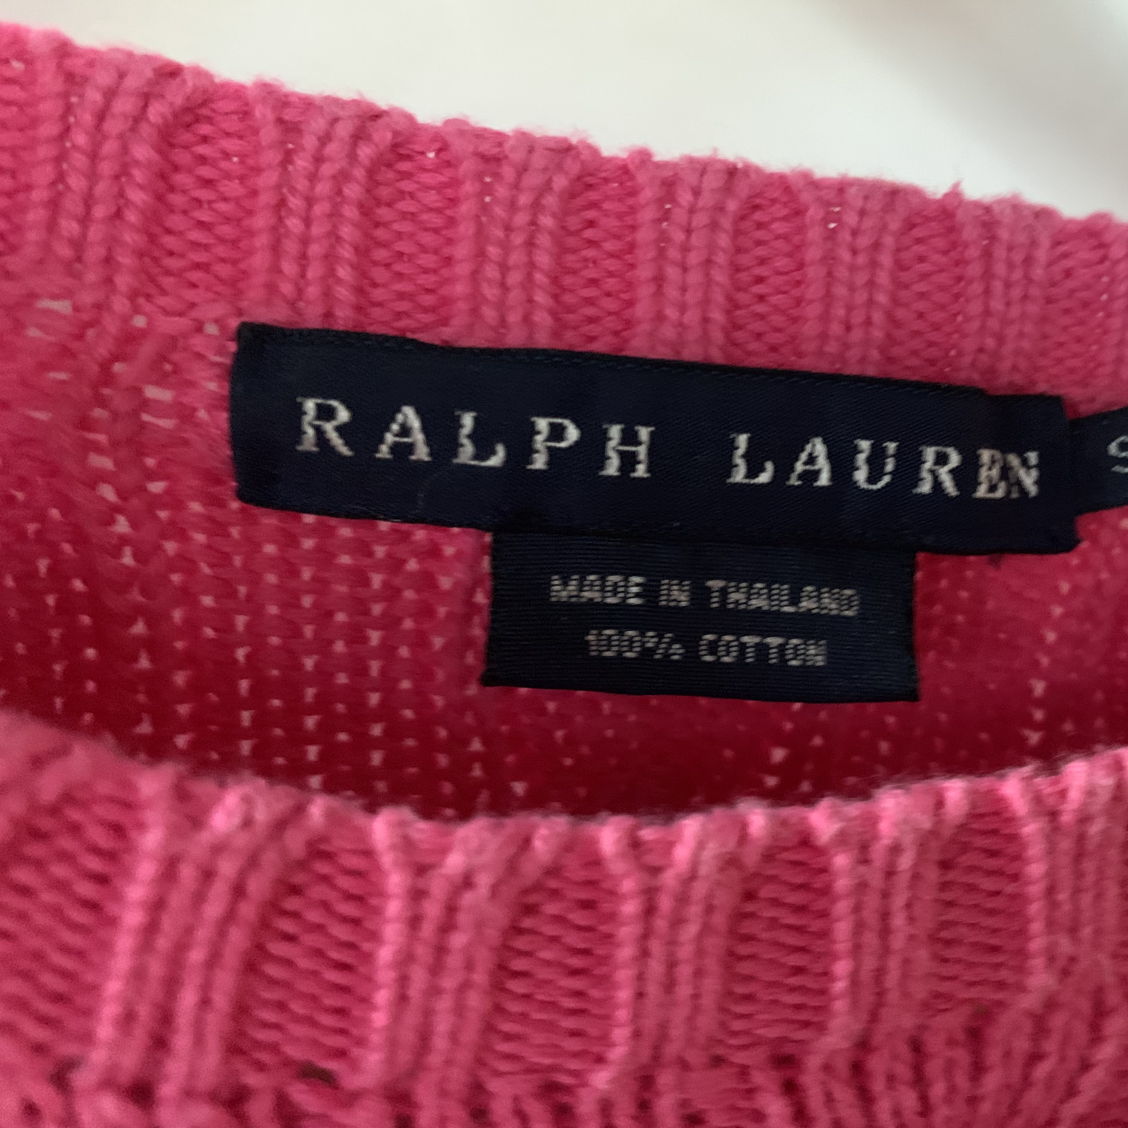 RALPH LAUREN
S
MADE IN THAILAND
100% COTTON